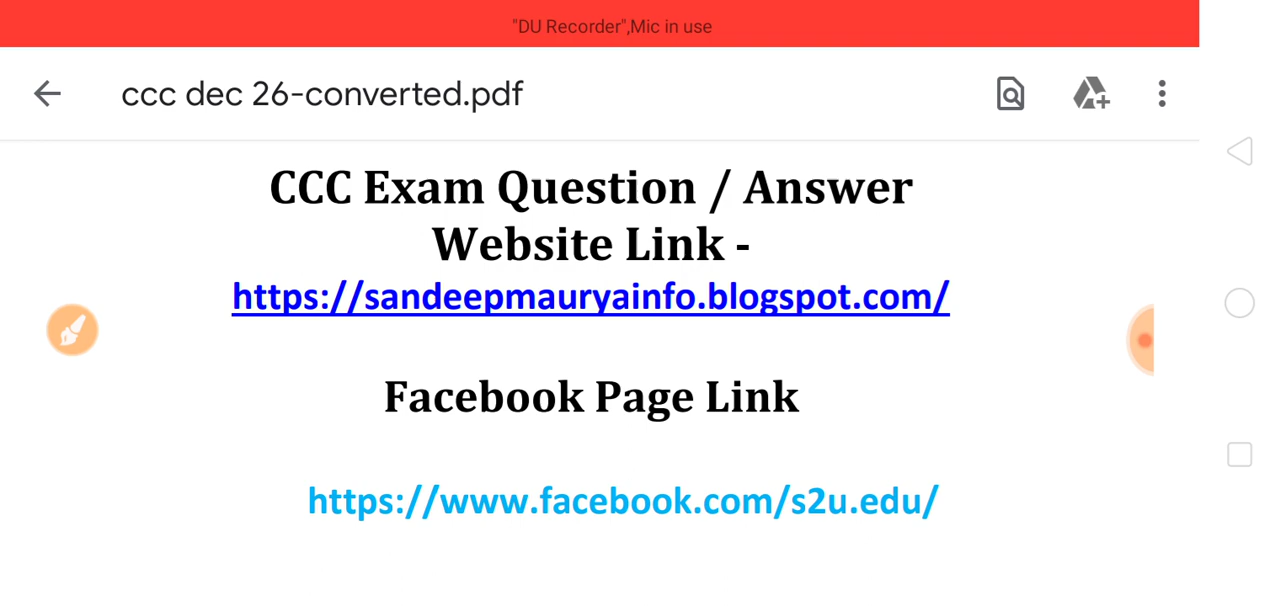 "DU Recorder",Mic in use
ccc dec 26-converted.pdf
CCC Exam Question / Answer
Website Link -
https://sandeepmauryainfo.blogspot.com/
Facebook Page Link
https://www.facebook.com/s2u.edu/